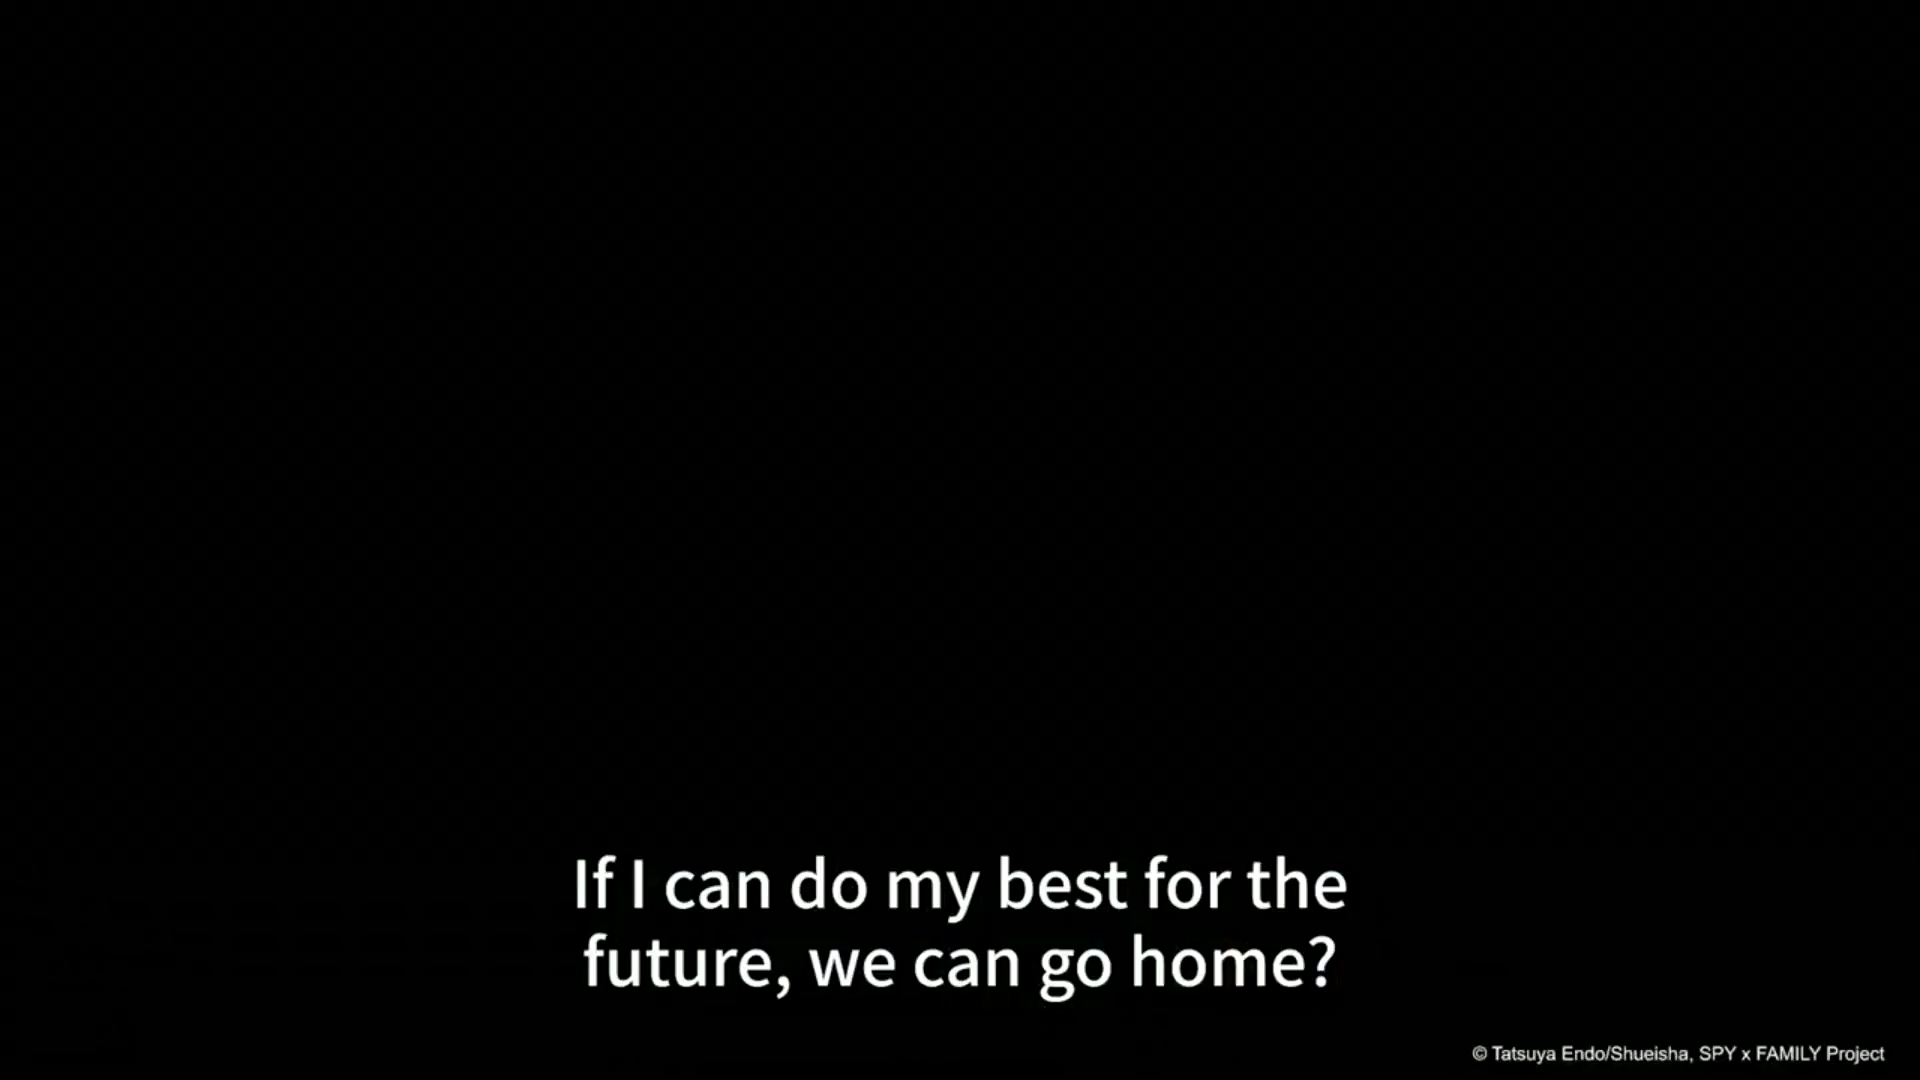 If I can do my best for the
future, we can go home?
© Tatsuya Endo/Shueisha, SPY x FAMILY Project